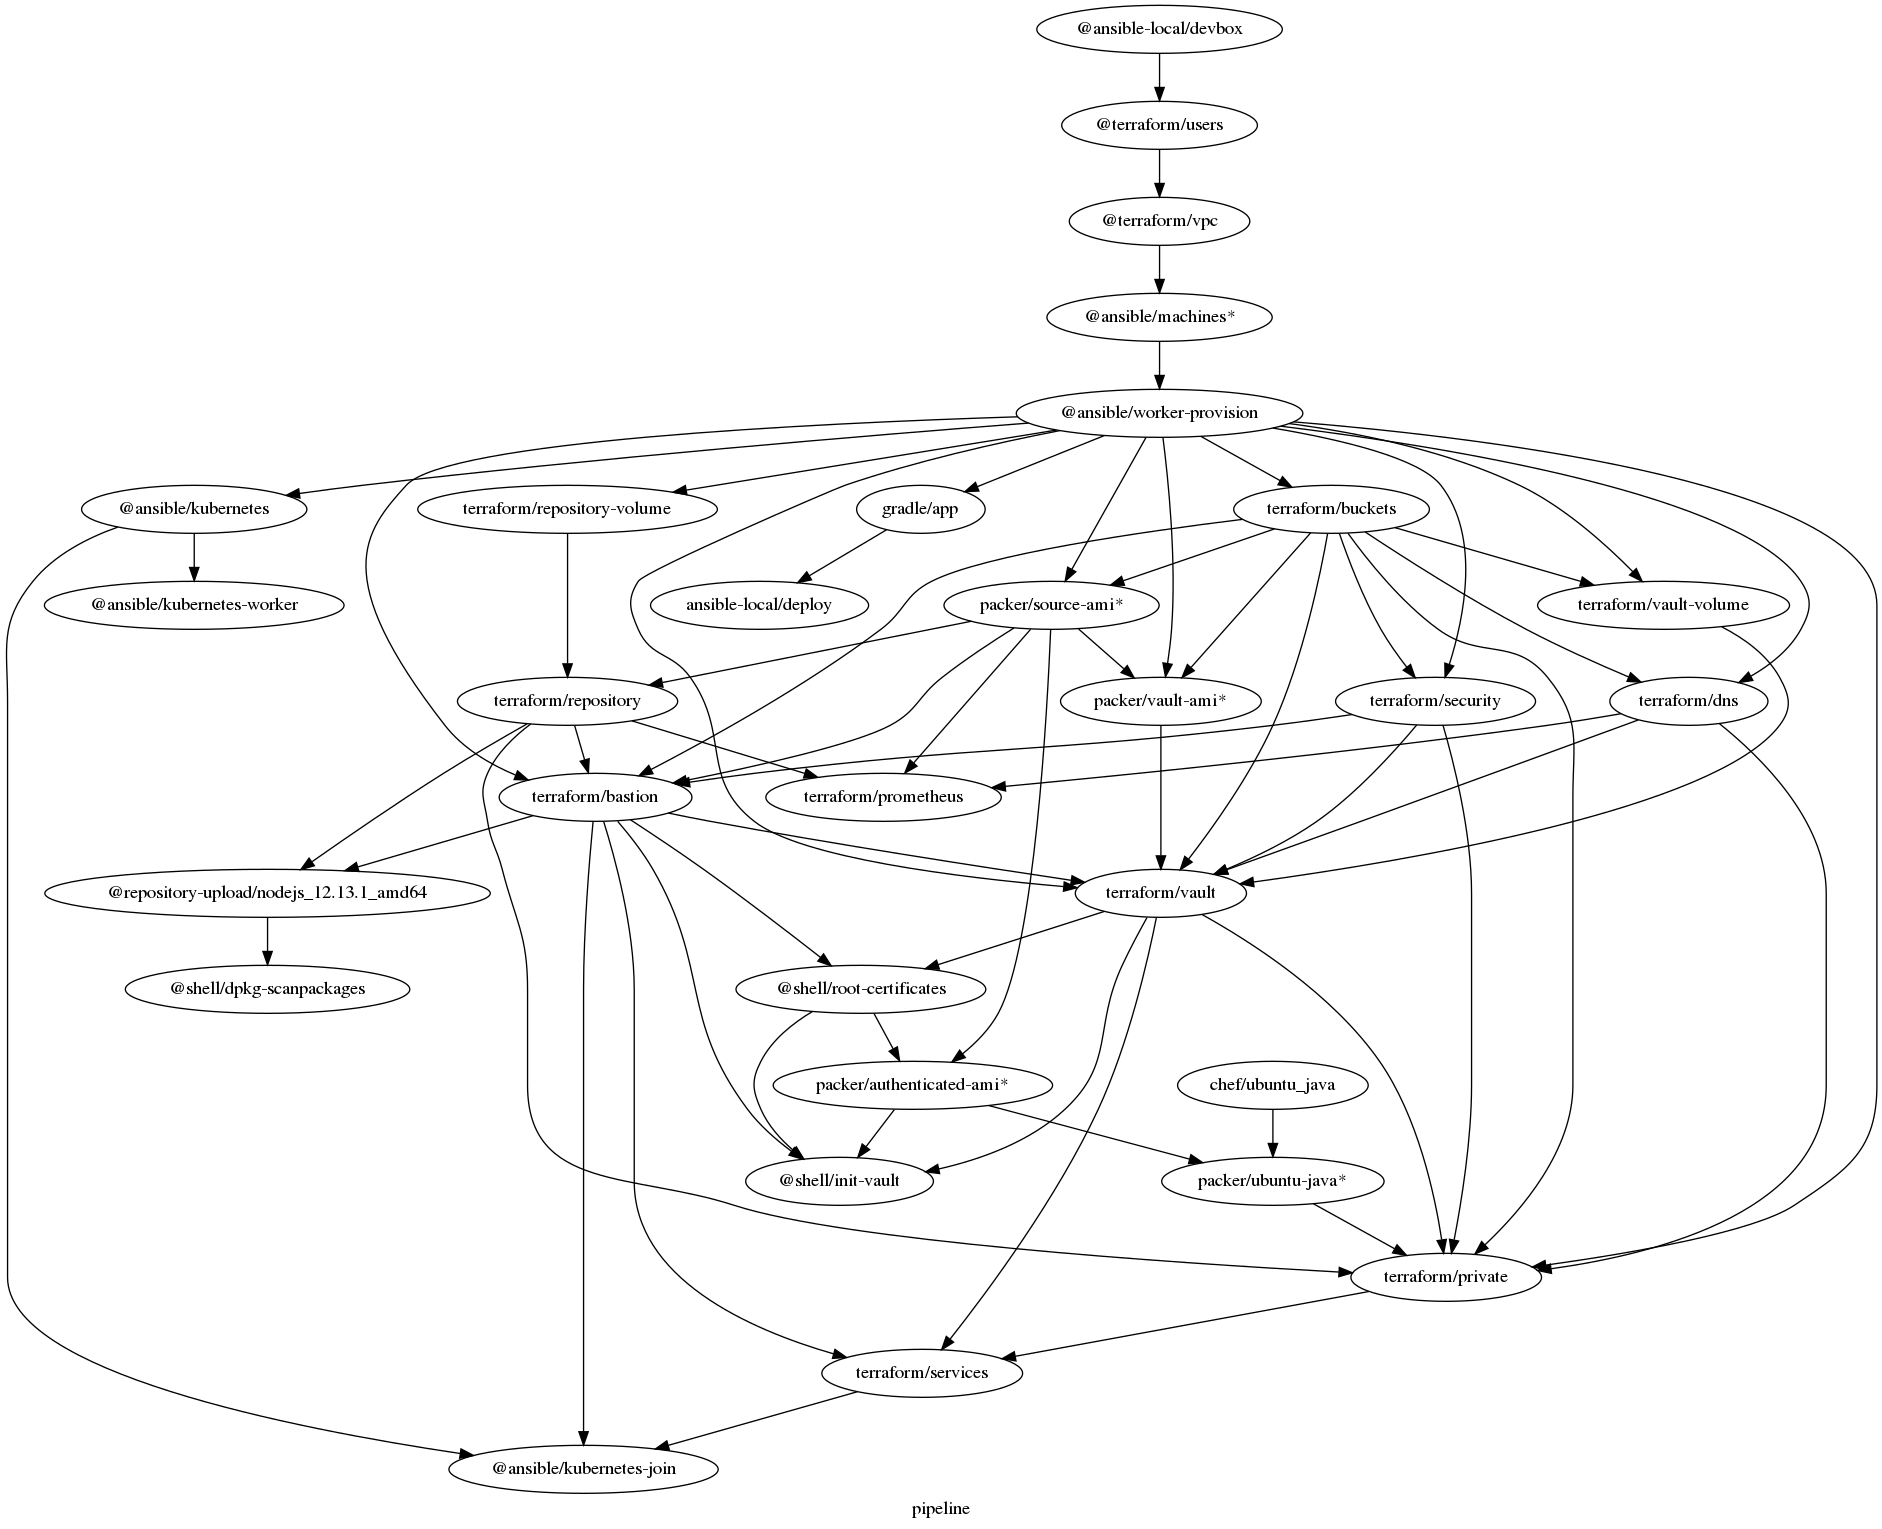 @ansible-local/devbox
@terraform/users
@terraform/vpc
@ansible/machines*
@ansible/worker-provision
@ansible/kubernetes
terraform/repository-volume
gradle/app
terraform/buckets
@ansible/kubernetes-worker
ansible-local/deploy
packer/source-ami*
terraform/vault-volume
terraform/repository
packer/vault-ami*
terraform/security
terraform/dns
terraform/bastion
terraform/prometheus
@repository-upload/nodejs_12.13.1_amd64
terraform/vault
@shell/dpkg-scanpackages
@shell/root-certificates
packer/authenticated-ami*
chef/ubuntu_java
@shell/init-vault
packer/ubuntu-java*
terraform/private
terraform/services
@ansible/kubernetes-join
pipeline